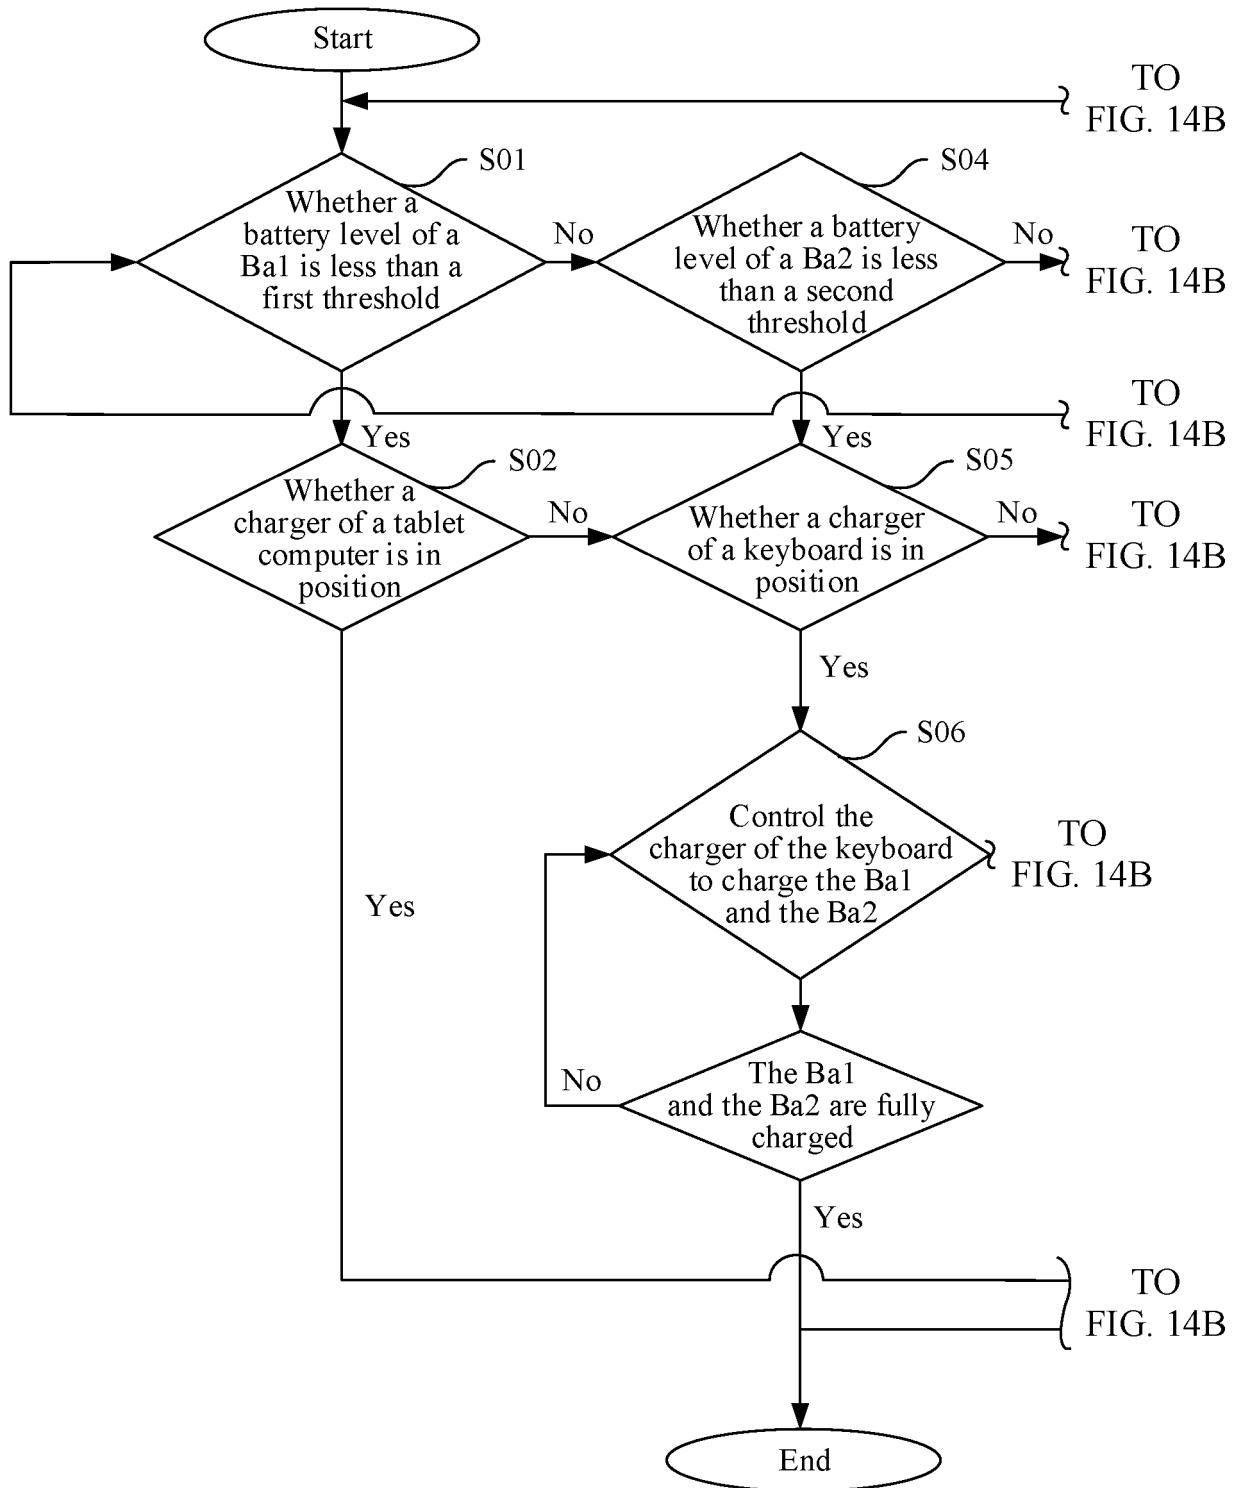 Start
TO
FIG. 14B
S01
S04
Whether a
battery level of a
Ba1 is less than a
first threshold
No
Whether a battery
level of a Ba2 is less
than a second
threshold
No
TO
FIG. 14B
TO
FIG. 14B
Yes
Yes
S02
S05
Whether a
charger of a tablet
computer is in
position
No
Whether a charger
of a keyboard is in
position
No
TO
FIG. 14B
Yes
S06
Control the
charger of the keyboard
to charge the Ba1
and the Ba2
TO
FIG. 14B
Yes
No
The Ba1
and the Ba2 are fully
charged
Yes
TO
FIG. 14B
End